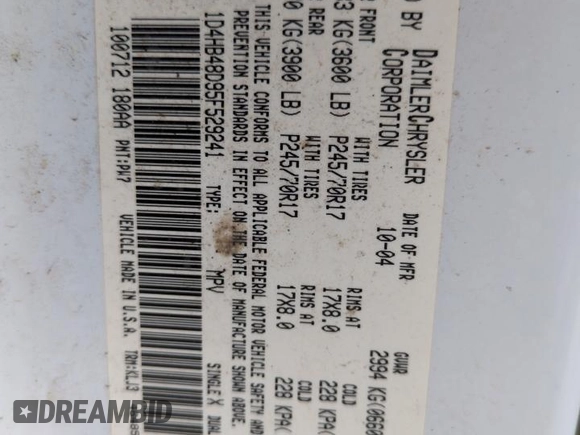 ) BY DAIMLERCHRYSLER
CORPORATION
DATE OF MFR
10-04
GVWR
2994 KG(0660
FRONT
3 KG(3600 LB)
WITH TIRES
P245/70R17
RIMS AT
17X8.0
COLD
228 KPA(
REAR
0 KG(3900 LB)
WITH TIRES
P245/70R17
RIMS AT
17X8.0
COLD
228 KPA(
THIS VEHICLE CONFORMS TO ALL APPLICABLE FEDERAL MOTOR VEHICLE SAFETY AND
PREVENTION STANDARDS IN EFFECT ON THE DATE OF MANUFACTURE SHOWN ABOVE.
1D4HB48D95F529241
TYPE: MPV
SINGLE X DUAL
100712 180AA
PNT:PW7
VEHICLE MADE IN U.S.A.
TRM:KLJ3
DREAMBID